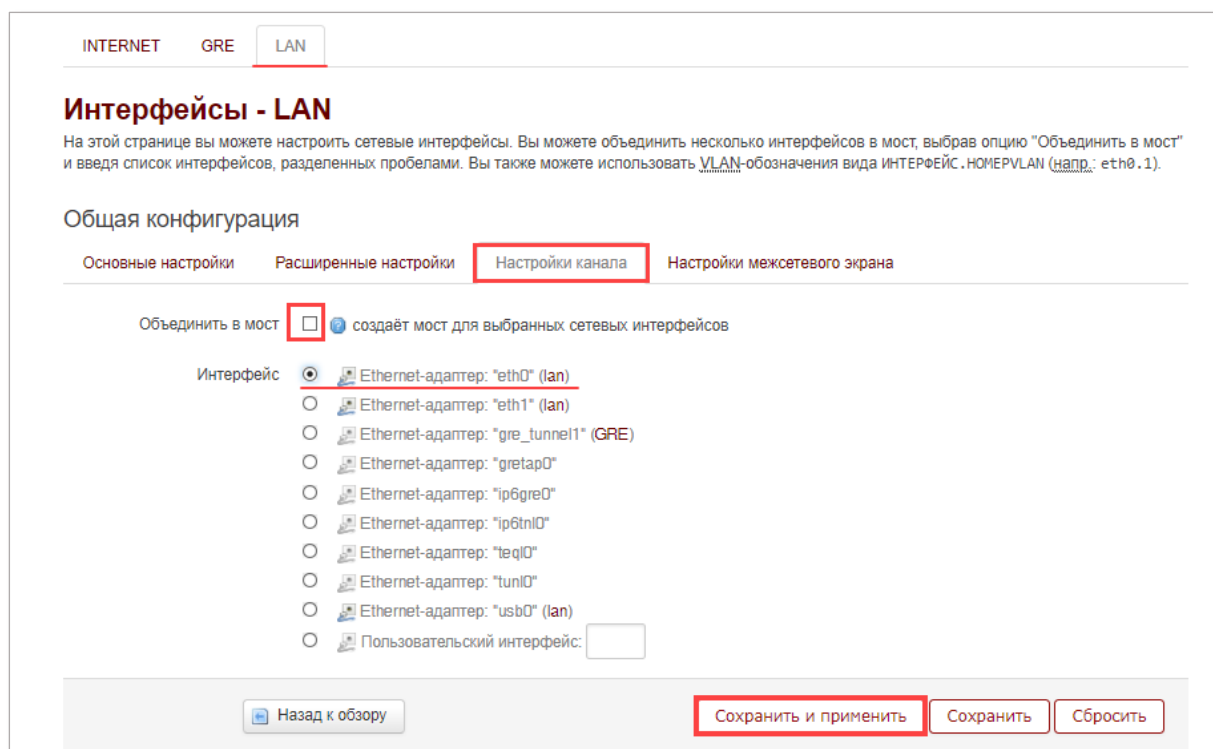 INTERNET GRE LAN
Интерфейсы - LAN
На этой странице вы можете настроить сетевые интерфейсы. Вы можете объединить несколько интерфейсов в мост, выбрав опцию "Объединить в мост"
и введя список интерфейсов, разделенных пробелами. Вы также можете использовать VLAN-обозначения вида ИНТЕРФЕЙС.НОМЕРVLAN (напр.: eth0.1).
Общая конфигурация
Основные настройки Расширенные настройки Настройки канала Настройки межсетевого экрана
Объединить в мост создаёт мост для выбранных сетевых интерфейсов
Интерфейс Ethernet-адаптер: "eth0" (lan)
Ethernet-адаптер: "eth1" (lan)
Ethernet-адаптер: "gre_tunnel1" (GRE)
Ethernet-адаптер: "gretap0"
Ethernet-адаптер: "ip6gre0"
Ethernet-адаптер: "ip6tnl0"
Ethernet-адаптер: "teql0"
Ethernet-адаптер: "tunl0"
Ethernet-адаптер: "usb0" (lan)
Пользовательский интерфейс:
Назад к обзору Сохранить и применить Сохранить Сбросить